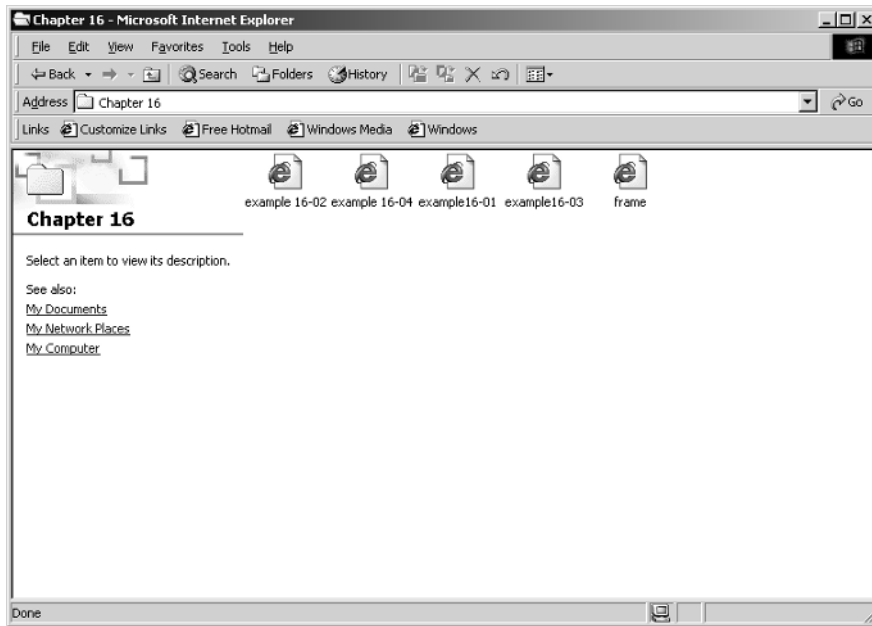 Chapter 16 - Microsoft Internet Explorer
File Edit View Favorites Tools Help
Back Search Folders History
Address Chapter 16 Go
Links Customize Links Free Hotmail Windows Media Windows
example 16-02 example 16-04 example16-01 example16-03 frame
Chapter 16
Select an item to view its description.
See also:
My Documents
My Network Places
My Computer
Done